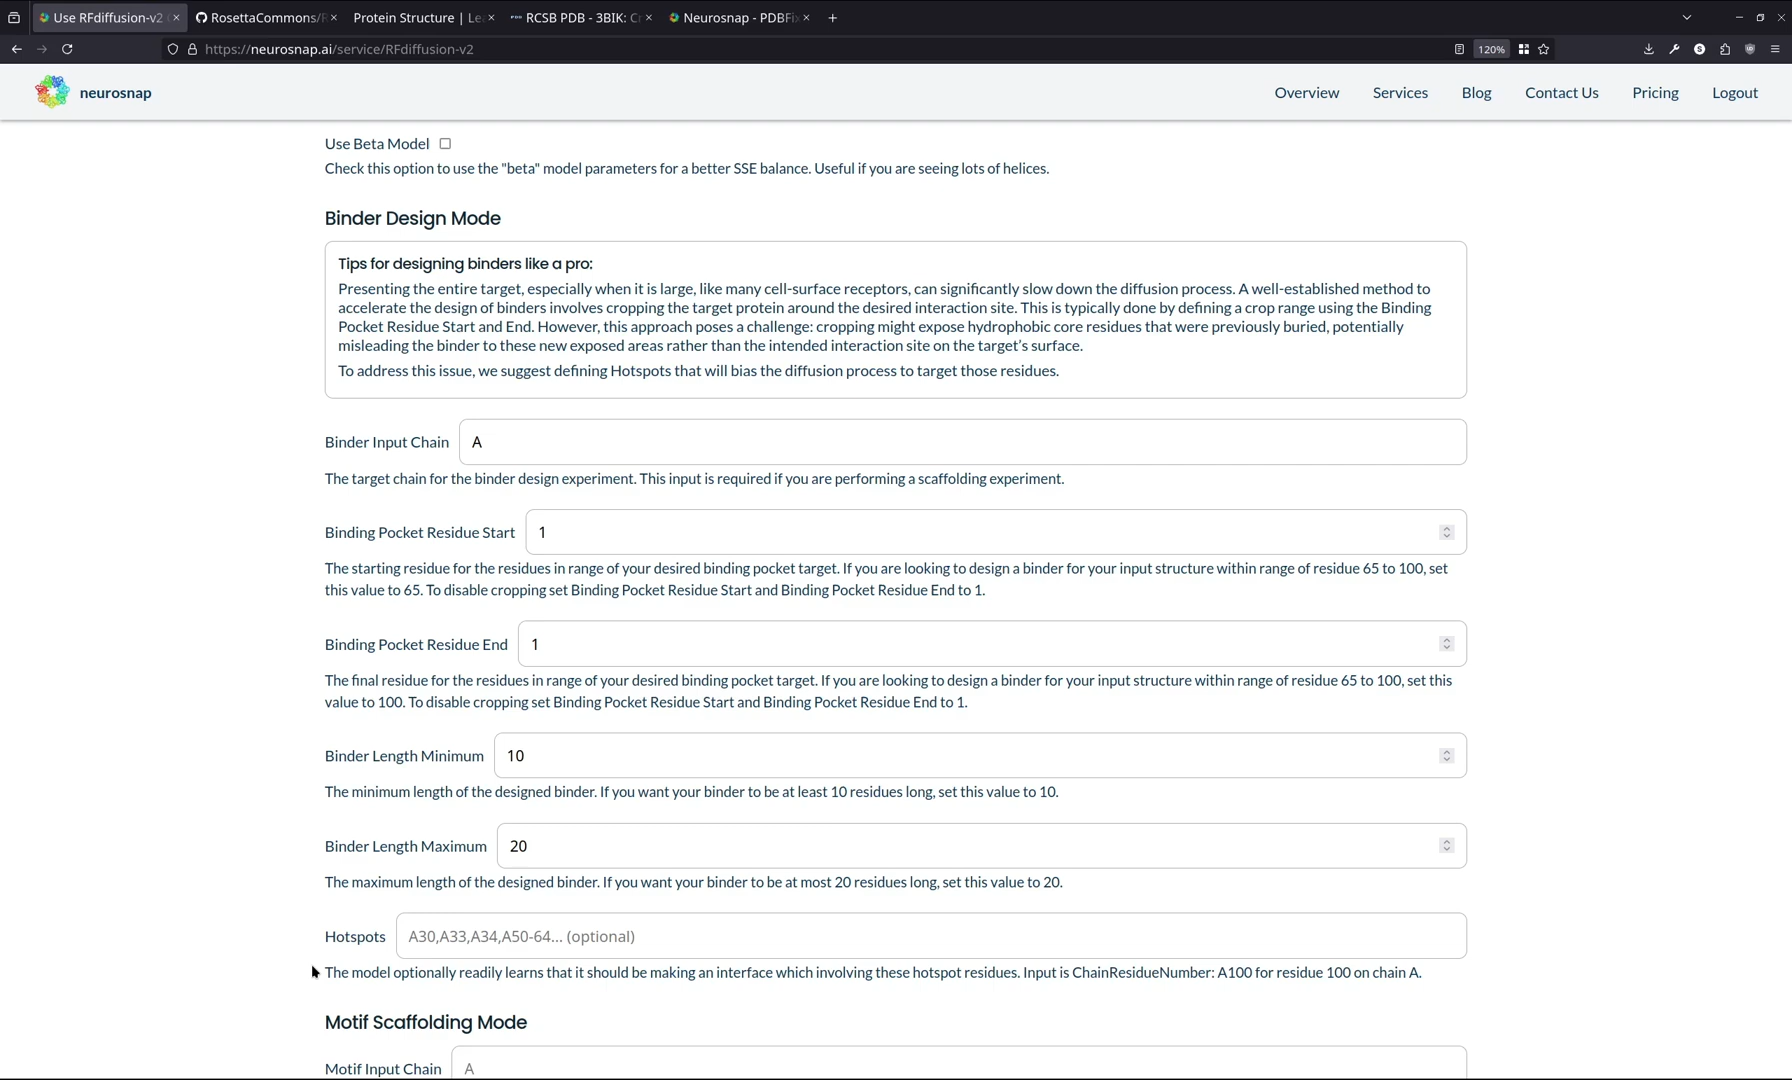 Use RFdiffusion-v2
RosettaCommons/
Protein Structure | Le
RCSB PDB - 3BIK: C
Neurosnap - PDBFi
https://neurosnap.ai/service/RFdiffusion-v2
120%
neurosnap
Overview
Services
Blog
Contact Us
Pricing
Logout
Use Beta Model
Check this option to use the "beta" model parameters for a better SSE balance. Useful if you are seeing lots of helices.
Binder Design Mode
Tips for designing binders like a pro:
Presenting the entire target, especially when it is large, like many cell-surface receptors, can significantly slow down the diffusion process. A well-established method to
accelerate the design of binders involves cropping the target protein around the desired interaction site. This is typically done by defining a crop range using the Binding
Pocket Residue Start and End. However, this approach poses a challenge: cropping might expose hydrophobic core residues that were previously buried, potentially
misleading the binder to these new exposed areas rather than the intended interaction site on the target's surface.
To address this issue, we suggest defining Hotspots that will bias the diffusion process to target those residues.
Binder Input Chain A
The target chain for the binder design experiment. This input is required if you are performing a scaffolding experiment.
Binding Pocket Residue Start 1
The starting residue for the residues in range of your desired binding pocket target. If you are looking to design a binder for your input structure within range of residue 65 to 100, set
this value to 65. To disable cropping set Binding Pocket Residue Start and Binding Pocket Residue End to 1.
Binding Pocket Residue End 1
The final residue for the residues in range of your desired binding pocket target. If you are looking to design a binder for your input structure within range of residue 65 to 100, set this
value to 100. To disable cropping set Binding Pocket Residue Start and Binding Pocket Residue End to 1.
Binder Length Minimum 10
The minimum length of the designed binder. If you want your binder to be at least 10 residues long, set this value to 10.
Binder Length Maximum 20
The maximum length of the designed binder. If you want your binder to be at most 20 residues long, set this value to 20.
Hotspots A30,A33,A34,A50-64... (optional)
The model optionally readily learns that it should be making an interface which involving these hotspot residues. Input is ChainResidueNumber: A100 for residue 100 on chain A.
Motif Scaffolding Mode
Motif Input Chain A